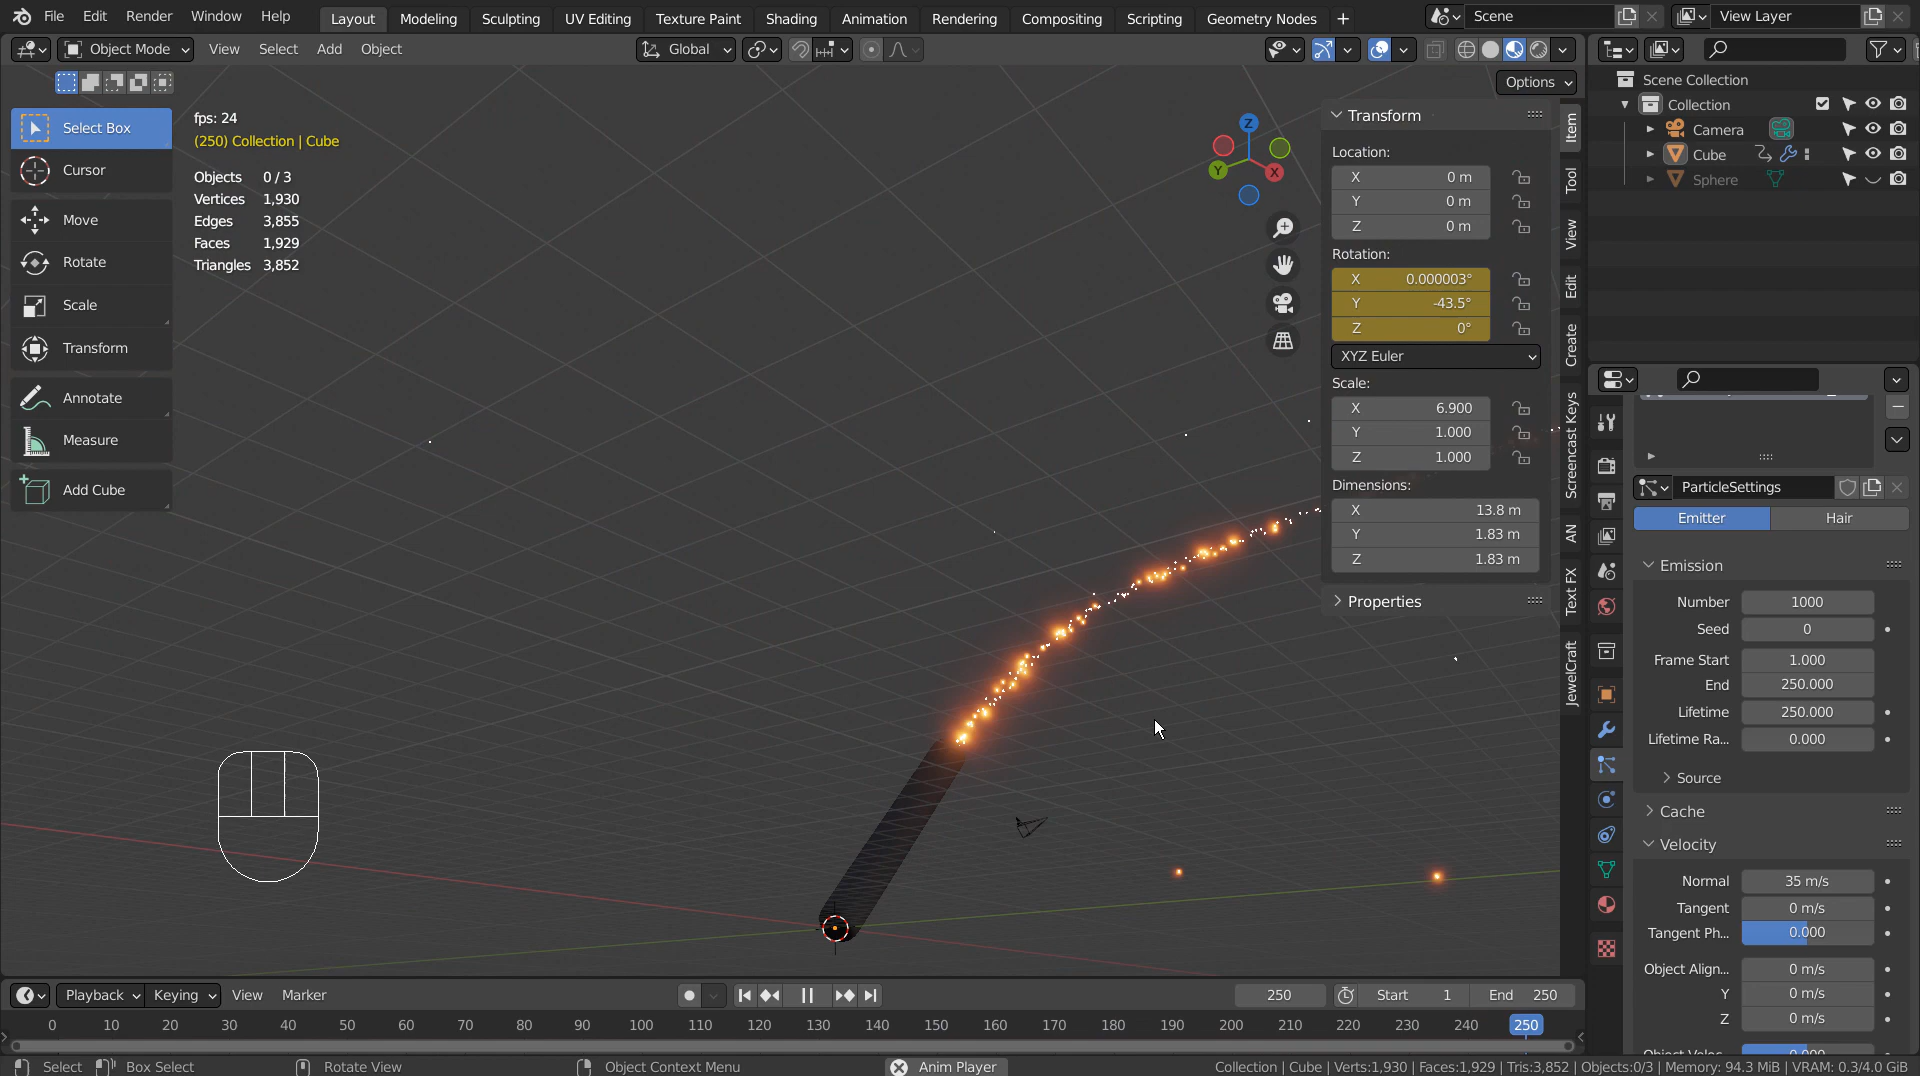 File Edit Render Window Help Layout Modeling Sculpting UV Editing Texture Paint Shading Animation Rendering Compositing Scripting Geometry Nodes + Scene View Layer
Object Mode View Select Add Object Global
Options
Select Box
Cursor
Move
Rotate
Scale
Transform
Annotate
Measure
Add Cube
fps: 24
(250) Collection | Cube
Objects 0 / 3
Vertices 1,930
Edges 3,855
Faces 1,929
Triangles 3,852
Z
Y
X
Transform
Location:
X 0 m
Y 0 m
Z 0 m
Rotation:
X 0.000003°
Y -43.5°
Z 0°
XYZ Euler
Scale:
X 6.900
Y 1.000
Z 1.000
Dimensions:
X 13.8 m
Y 1.83 m
Z 1.83 m
Properties
Item
Tool
View
Edit
Create
Screencast Keys
AN
Text FX
JewelCraft
Scene Collection
Collection
Camera
Cube
Sphere
ParticleSettings
Emitter Hair
Emission
Number 1000
Seed 0
Frame Start 1.000
End 250.000
Lifetime 250.000
Lifetime Ra... 0.000
Source
Cache
Velocity
Normal 35 m/s
Tangent 0 m/s
Tangent Ph... 0.000
Object Align... 0 m/s
Y 0 m/s
Z 0 m/s
Object Veloc... 0.000
Playback Keying View Marker 250 Start 1 End 250
0 10 20 30 40 50 60 70 80 90 100 110 120 130 140 150 160 170 180 190 200 210 220 230 240 250
Select Box Select Rotate View Object Context Menu Anim Player Collection | Cube | Verts:1,930 | Faces:1,929 | Tris:3,852 | Objects:0/3 | Memory: 94.3 MiB | VRAM: 0.3/4.0 GiB